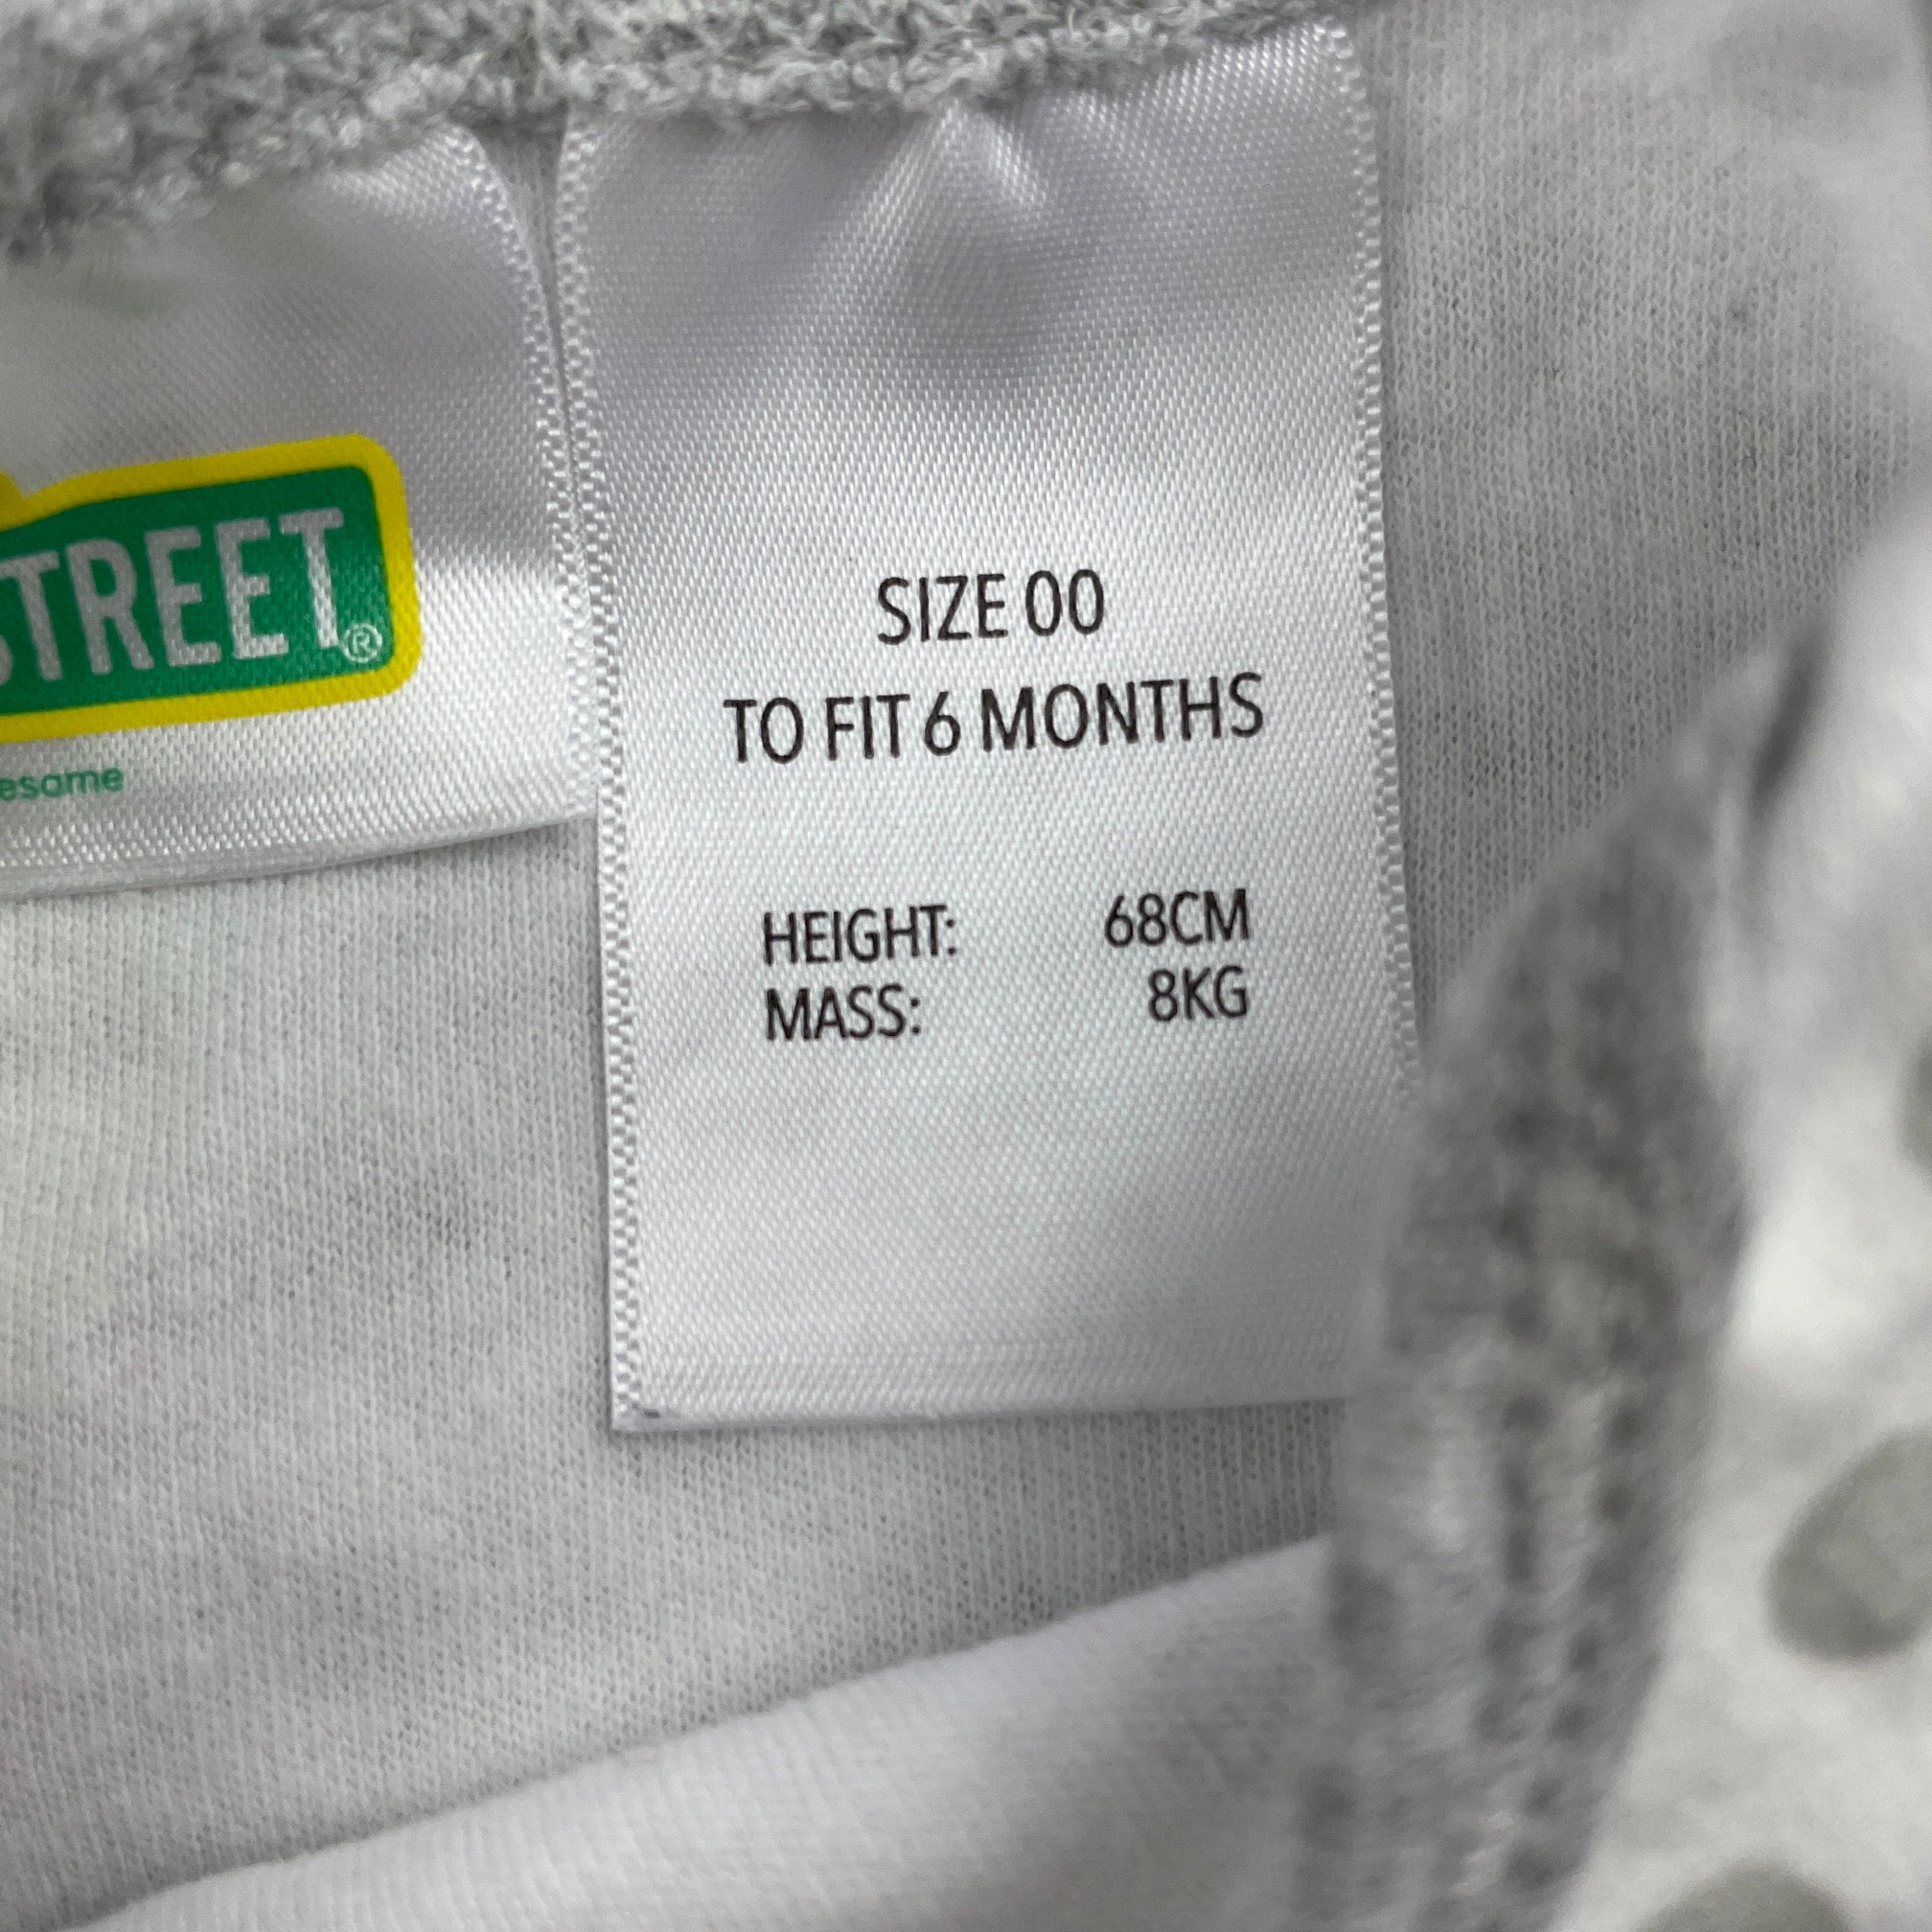 STREET®
esame
SIZE 00
TO FIT 6 MONTHS
HEIGHT: 68CM
MASS: 8KG